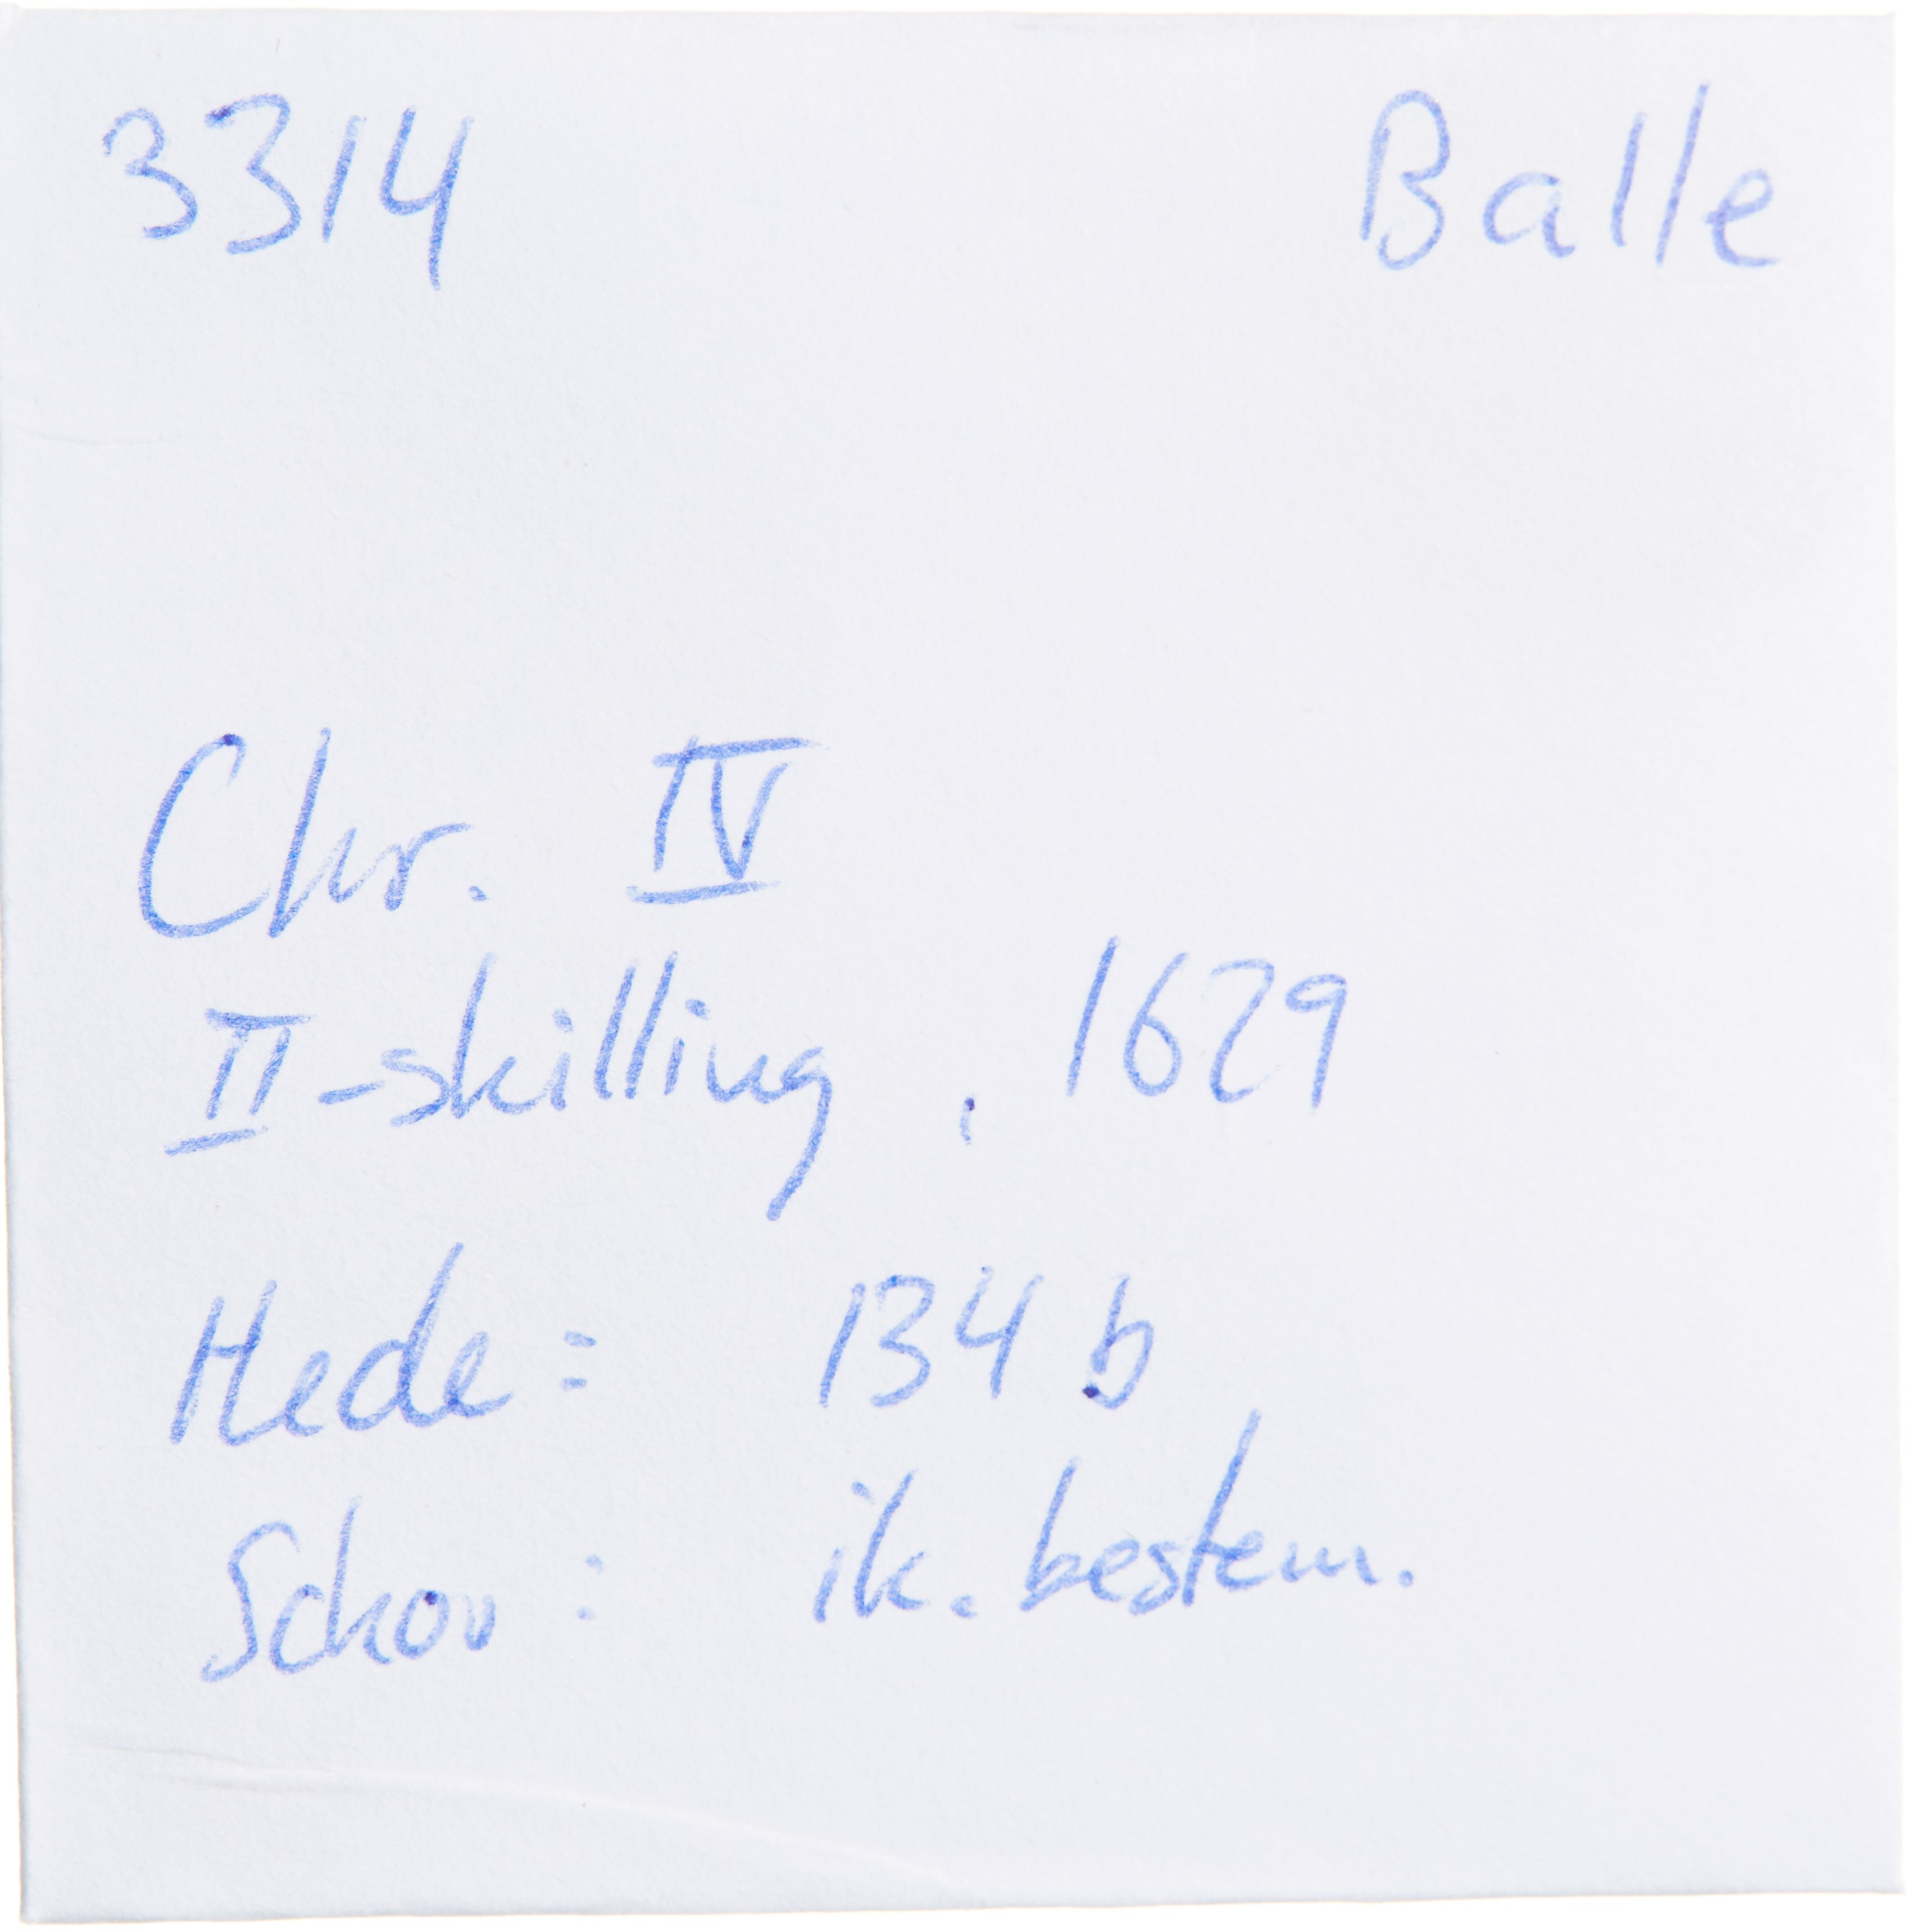 3314 Balle
Chr. IV
II-skilling, 1629
Hede: 134 b
Schou: ik. bestem.